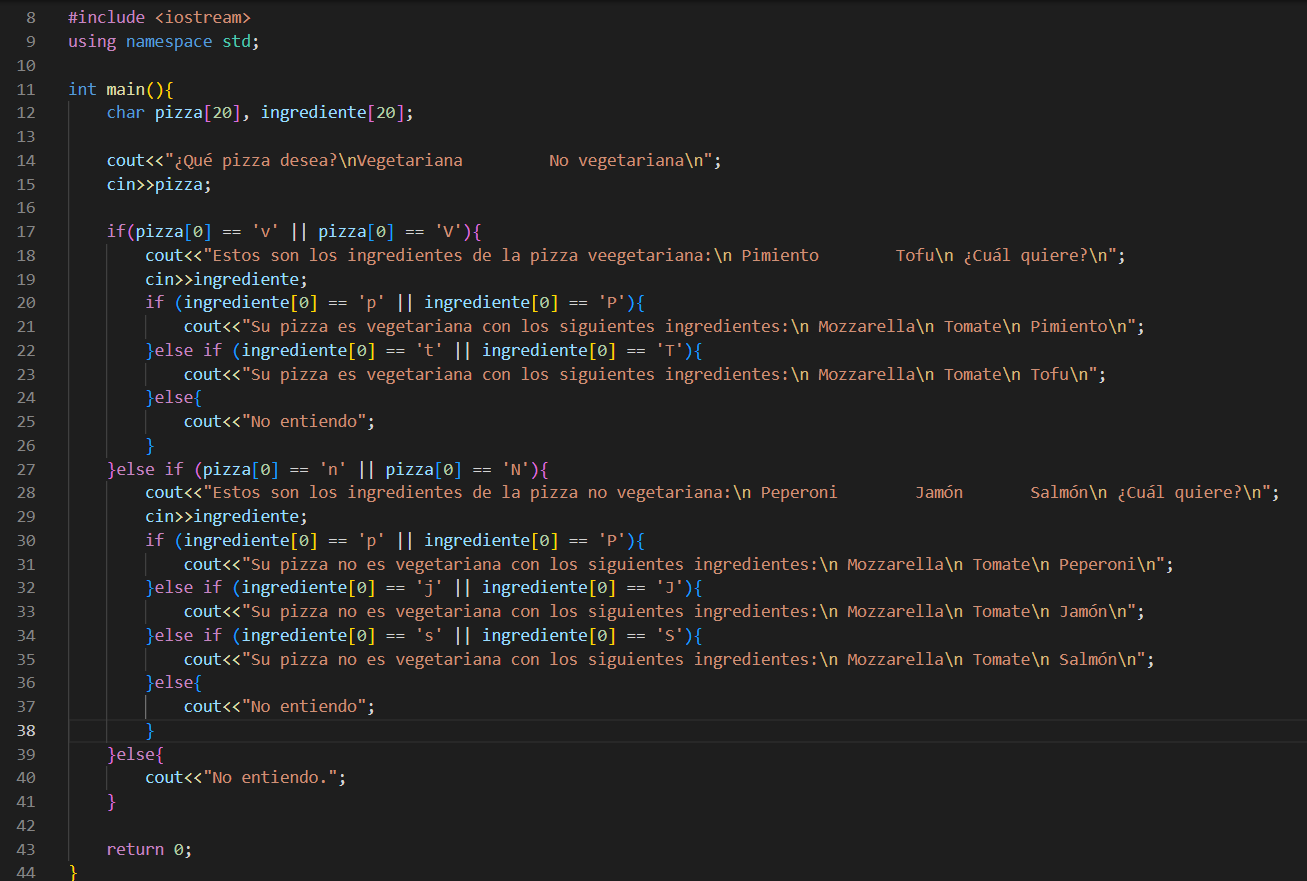 8 #include <iostream>
9 using namespace std;
10
11 int main(){
12     char pizza[20], ingrediente[20];
13
14     cout<<"¿Qué pizza desea?\nVegetariana         No vegetariana\n";
15     cin>>pizza;
16
17     if(pizza[0] == 'v' || pizza[0] == 'V'){
18         cout<<"Estos son los ingredientes de la pizza veegetariana:\n Pimiento        Tofu\n ¿Cuál quiere?\n";
19         cin>>ingrediente;
20         if (ingrediente[0] == 'p' || ingrediente[0] == 'P'){
21             cout<<"Su pizza es vegetariana con los siguientes ingredientes:\n Mozzarella\n Tomate\n Pimiento\n";
22         }else if (ingrediente[0] == 't' || ingrediente[0] == 'T'){
23             cout<<"Su pizza es vegetariana con los siguientes ingredientes:\n Mozzarella\n Tomate\n Tofu\n";
24         }else{
25             cout<<"No entiendo";
26         }
27     }else if (pizza[0] == 'n' || pizza[0] == 'N'){
28         cout<<"Estos son los ingredientes de la pizza no vegetariana:\n Peperoni        Jamón       Salmón\n ¿Cuál quiere?\n";
29         cin>>ingrediente;
30         if (ingrediente[0] == 'p' || ingrediente[0] == 'P'){
31             cout<<"Su pizza no es vegetariana con los siguientes ingredientes:\n Mozzarella\n Tomate\n Peperoni\n";
32         }else if (ingrediente[0] == 'j' || ingrediente[0] == 'J'){
33             cout<<"Su pizza no es vegetariana con los siguientes ingredientes:\n Mozzarella\n Tomate\n Jamón\n";
34         }else if (ingrediente[0] == 's' || ingrediente[0] == 'S'){
35             cout<<"Su pizza no es vegetariana con los siguientes ingredientes:\n Mozzarella\n Tomate\n Salmón\n";
36         }else{
37             cout<<"No entiendo";
38         }
39     }else{
40         cout<<"No entiendo.";
41     }
42
43     return 0;
44 }